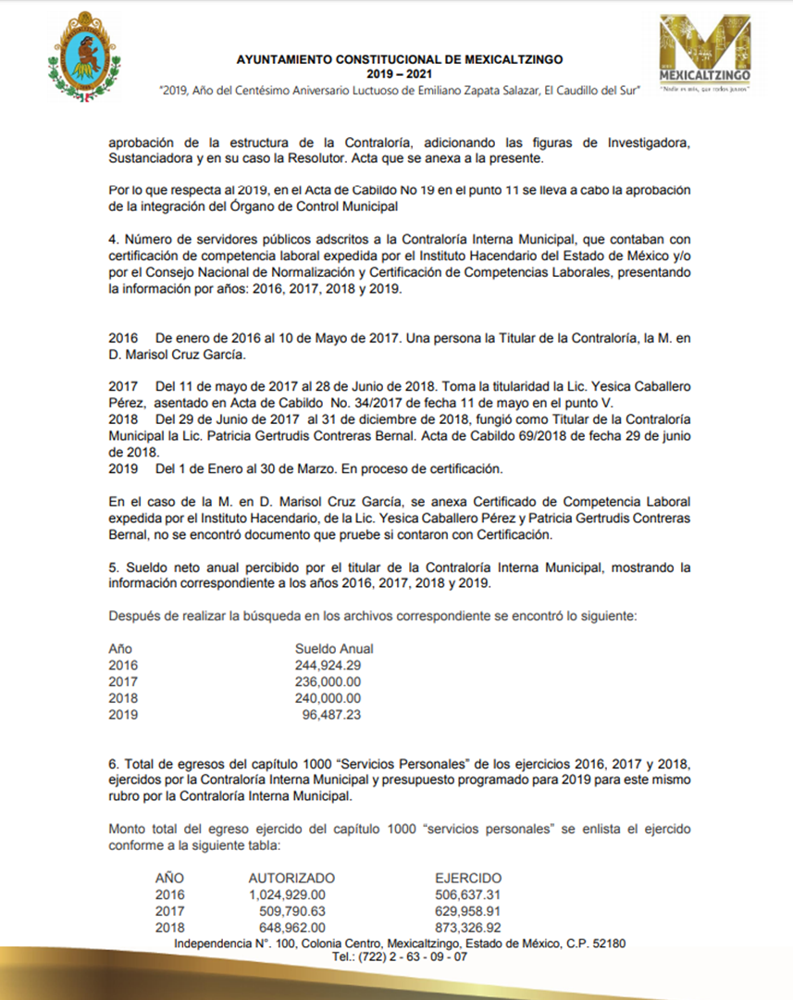 AYUNTAMIENTO CONSTITUCIONAL DE MEXICALTZINGO
2019 – 2021
"2019, Año del Centésimo Aniversario Luctuoso de Emiliano Zapata Salazar, El Caudillo del Sur"
MEXICALTZINGO
"Nadie es más, que todos juntos"
aprobación de la estructura de la Contraloría, adicionando las figuras de Investigadora,
Sustanciadora y en su caso la Resolutor. Acta que se anexa a la presente.
Por lo que respecta al 2019, en el Acta de Cabildo No 19 en el punto 11 se lleva a cabo la aprobación
de la integración del Órgano de Control Municipal
4. Número de servidores públicos adscritos a la Contraloría Interna Municipal, que contaban con
certificación de competencia laboral expedida por el Instituto Hacendario del Estado de México y/o
por el Consejo Nacional de Normalización y Certificación de Competencias Laborales, presentando
la información por años: 2016, 2017, 2018 y 2019.
2016 De enero de 2016 al 10 de Mayo de 2017. Una persona la Titular de la Contraloría, la M. en
D. Marisol Cruz García.
2017 Del 11 de mayo de 2017 al 28 de Junio de 2018. Toma la titularidad la Lic. Yesica Caballero
Pérez, asentado en Acta de Cabildo No. 34/2017 de fecha 11 de mayo en el punto V.
2018 Del 29 de Junio de 2017 al 31 de diciembre de 2018, fungió como Titular de la Contraloría
Municipal la Lic. Patricia Gertrudis Contreras Bernal. Acta de Cabildo 69/2018 de fecha 29 de junio
de 2018.
2019 Del 1 de Enero al 30 de Marzo. En proceso de certificación.
En el caso de la M. en D. Marisol Cruz García, se anexa Certificado de Competencia Laboral
expedida por el Instituto Hacendario, de la Lic. Yesica Caballero Pérez y Patricia Gertrudis Contreras
Bernal, no se encontró documento que pruebe si contaron con Certificación.
5. Sueldo neto anual percibido por el titular de la Contraloría Interna Municipal, mostrando la
información correspondiente a los años 2016, 2017, 2018 y 2019.
Después de realizar la búsqueda en los archivos correspondiente se encontró lo siguiente:
Año Sueldo Anual
2016 244,924.29
2017 236,000.00
2018 240,000.00
2019 96,487.23
6. Total de egresos del capítulo 1000 “Servicios Personales” de los ejercicios 2016, 2017 y 2018,
ejercidos por la Contraloría Interna Municipal y presupuesto programado para 2019 para este mismo
rubro por la Contraloría Interna Municipal.
Monto total del egreso ejercido del capítulo 1000 “servicios personales” se enlista el ejercido
conforme a la siguiente tabla:
AÑO AUTORIZADO EJERCIDO
2016 1,024,929.00 506,637.31
2017 509,790.63 629,958.91
2018 648,962.00 873,326.92
Independencia N°. 100, Colonia Centro, Mexicaltzingo, Estado de México, C.P. 52180
Tel.: (722) 2 - 63 - 09 - 07